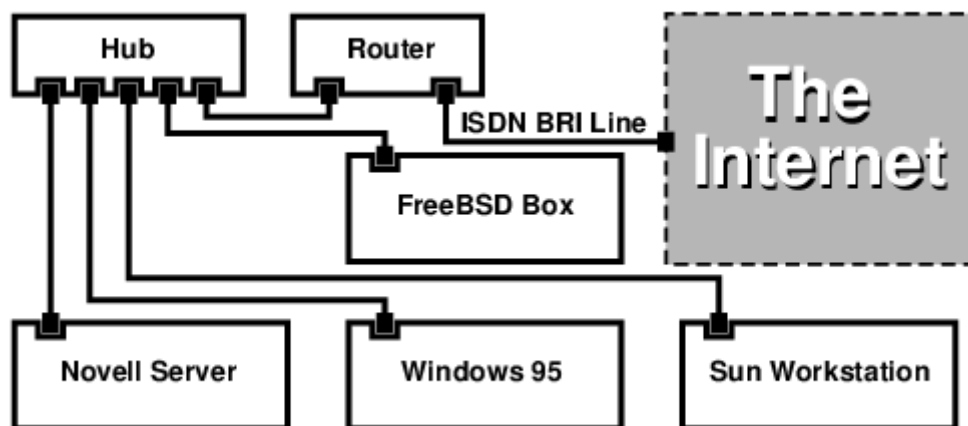 Hub
Router
The
Internet
ISDN BRI Line
FreeBSD Box
Novell Server
Windows 95
Sun Workstation